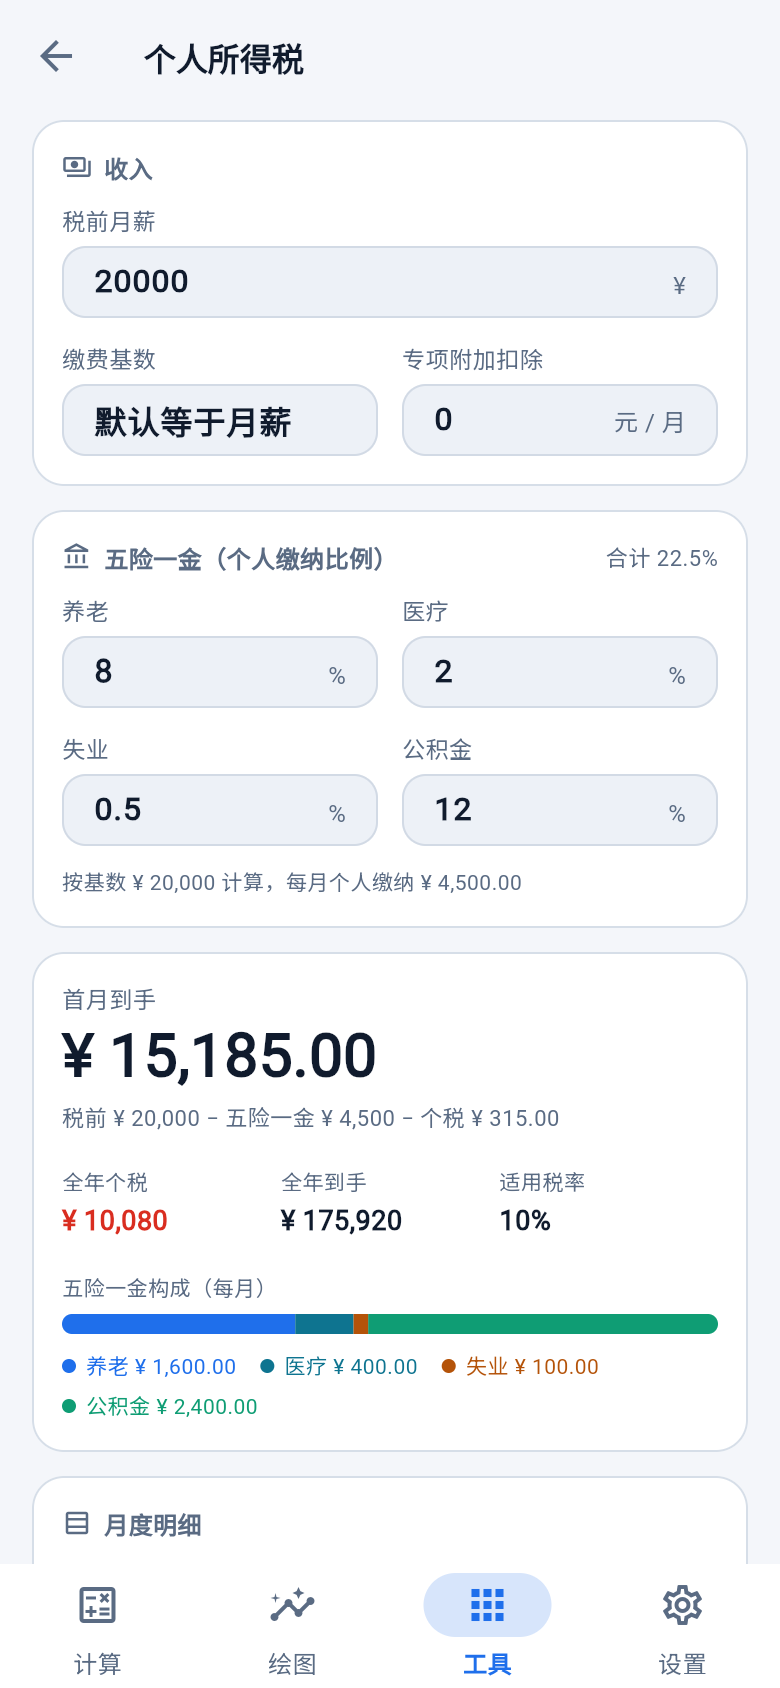 个人所得税
收入
税前月薪
20000 ¥
缴费基数 专项附加扣除
默认等于月薪 0 元 / 月
五险一金（个人缴纳比例） 合计 22.5%
养老 医疗
8 % 2 %
失业 公积金
0.5 % 12 %
按基数 ¥ 20,000 计算，每月个人缴纳 ¥ 4,500.00
首月到手
¥ 15,185.00
税前 ¥ 20,000 − 五险一金 ¥ 4,500 − 个税 ¥ 315.00
全年个税 全年到手 适用税率
¥ 10,080 ¥ 175,920 10%
五险一金构成（每月）
养老 ¥ 1,600.00 医疗 ¥ 400.00 失业 ¥ 100.00
公积金 ¥ 2,400.00
月度明细
计算 绘图 工具 设置